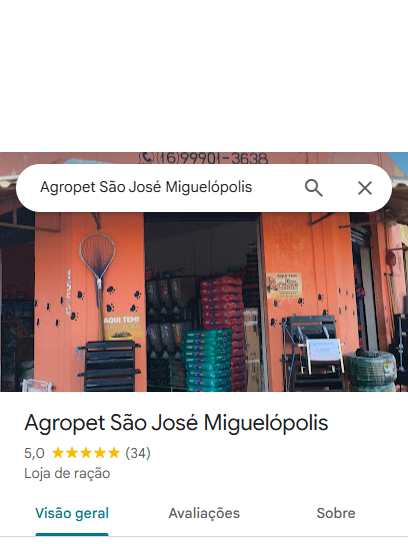 (16)99901-3638
Agropet São José Miguelópolis
AQUI TEM!
AQUI TEM!
Agropet São José Miguelópolis
5,0 (34)
Loja de ração
Visão geral Avaliações Sobre